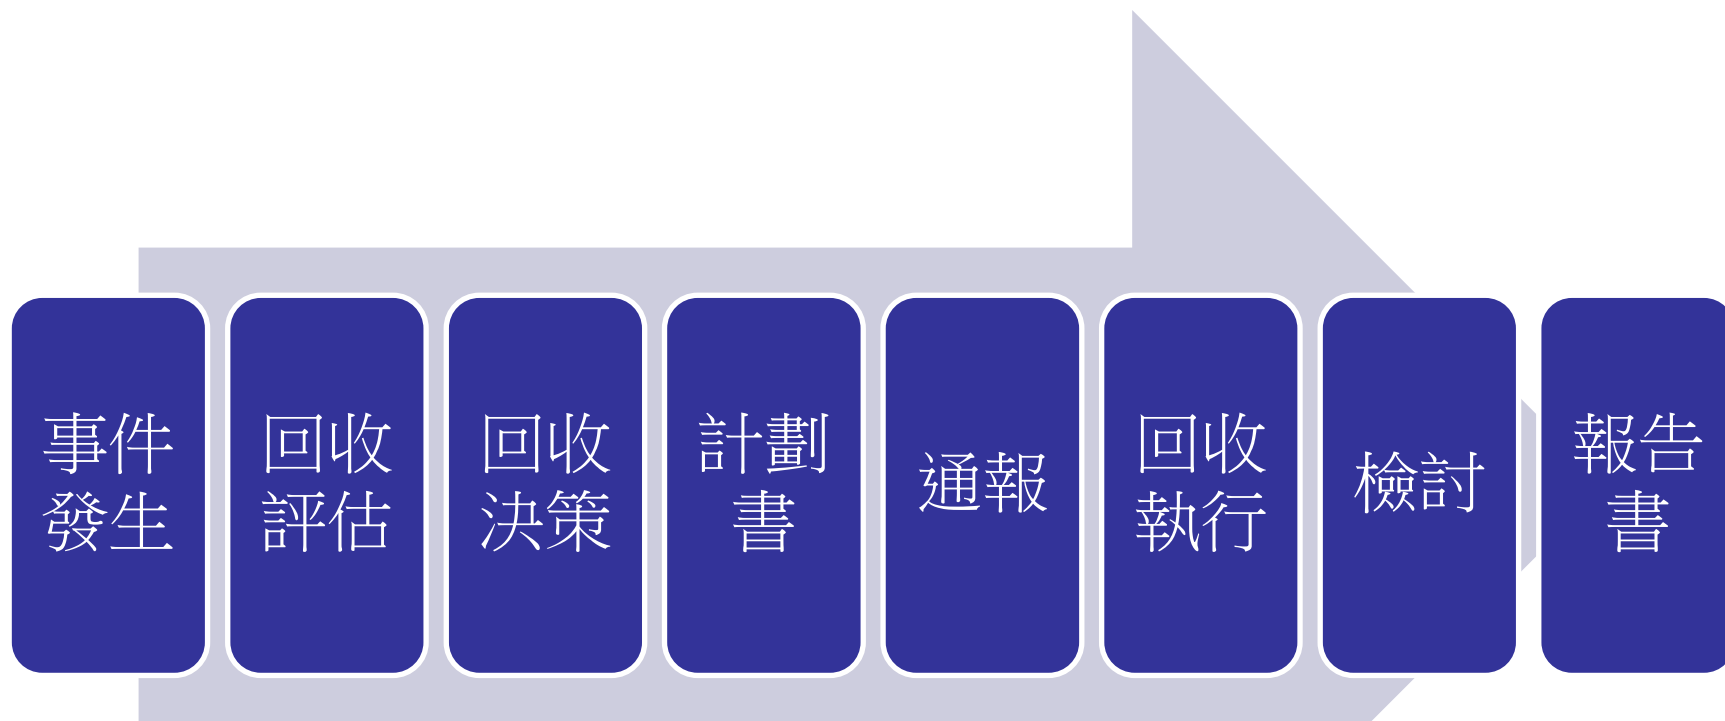 事件
發生
回收
評估
回收
決策
計劃
書
通報
回收
執行
檢討
報告
書